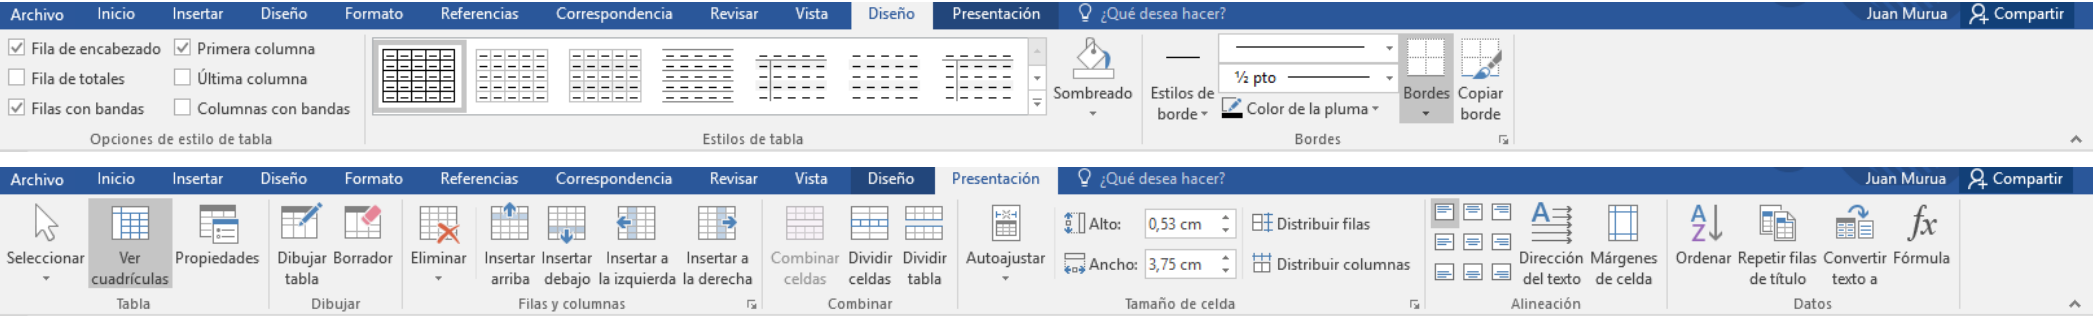 Archivo Inicio Insertar Diseño Formato Referencias Correspondencia Revisar Vista Diseño Presentación ¿Qué desea hacer? Juan Murua Compartir
Fila de encabezado Primera columna
Fila de totales Última columna
Filas con bandas Columnas con bandas
Opciones de estilo de tabla
Estilos de tabla
Sombreado
Estilos de
borde
½ pto
Color de la pluma
Bordes
Copiar
borde
Bordes
Archivo Inicio Insertar Diseño Formato Referencias Correspondencia Revisar Vista Diseño Presentación ¿Qué desea hacer? Juan Murua Compartir
Seleccionar
Ver
cuadrículas
Propiedades
Tabla
Dibujar
tabla
Borrador
Dibujar
Eliminar
Insertar
arriba
Insertar
debajo
Insertar a
la izquierda
Insertar a
la derecha
Filas y columnas
Combinar
celdas
Dividir
celdas
Dividir
tabla
Combinar
Autoajustar
Alto: 0,53 cm Distribuir filas
Ancho: 3,75 cm Distribuir columnas
Tamaño de celda
Dirección
del texto
Márgenes
de celda
Alineación
A
Z
Ordenar
Repetir filas
de título
Convertir
texto a
fx
Fórmula
Datos